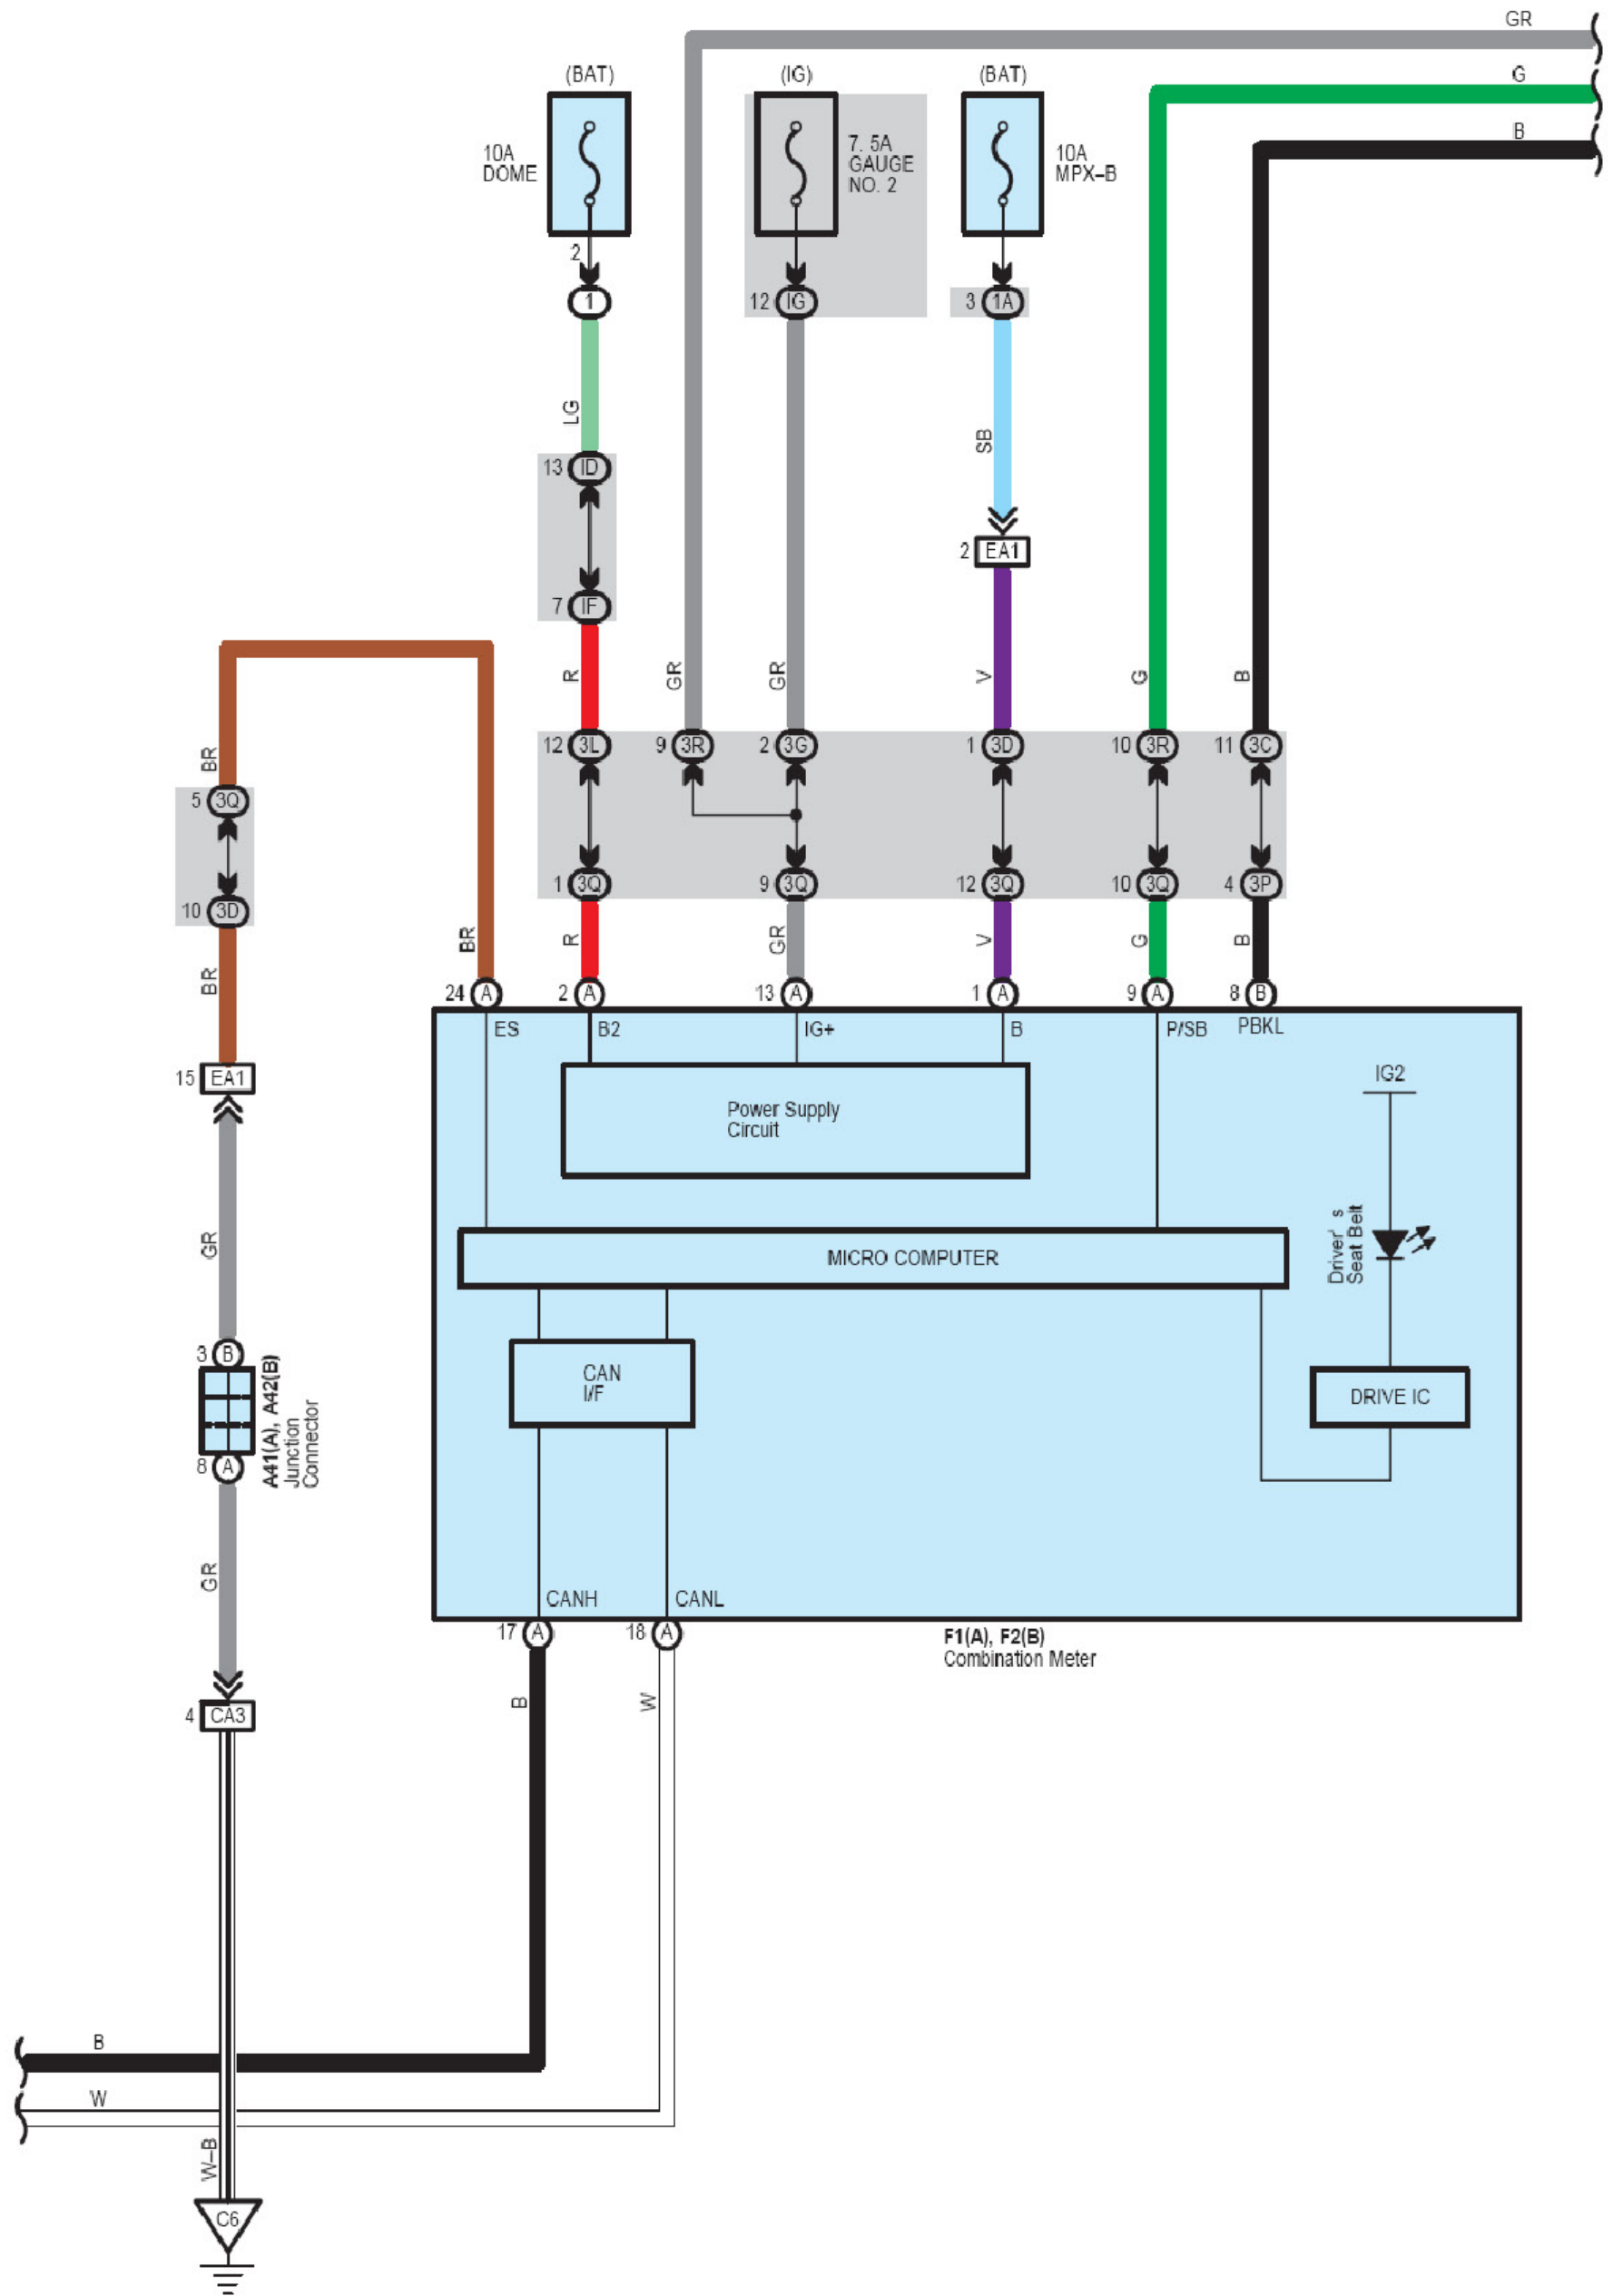 GR
G
B
(BAT)
(IG)
(BAT)
10A
DOME
7. 5A
GAUGE
NO. 2
10A
MPX-B
2
1
12 IG
3 1A
LG
SB
13 ID
2 EA1
7 IF
R
GR
GR
V
G
B
12 3L
9 3R
2 3G
1 3D
10 3R
11 3C
BR
5 3Q
1 3Q
9 3Q
12 3Q
10 3Q
4 3P
10 3D
BR
BR
R
GR
V
G
B
24 A
2 A
13 A
1 A
9 A
8 B
ES
B2
IG+
B
P/SB
PBKL
15 EA1
Power Supply
Circuit
IG2
GR
MICRO COMPUTER
Driver' s
Seat Belt
3 B
CAN
I/F
DRIVE IC
A41(A), A42(B)
Junction
Connector
8 A
GR
CANH
CANL
17 A
18 A
F1(A), F2(B)
Combination Meter
B
W
4 CA3
B
W
W-B
C6